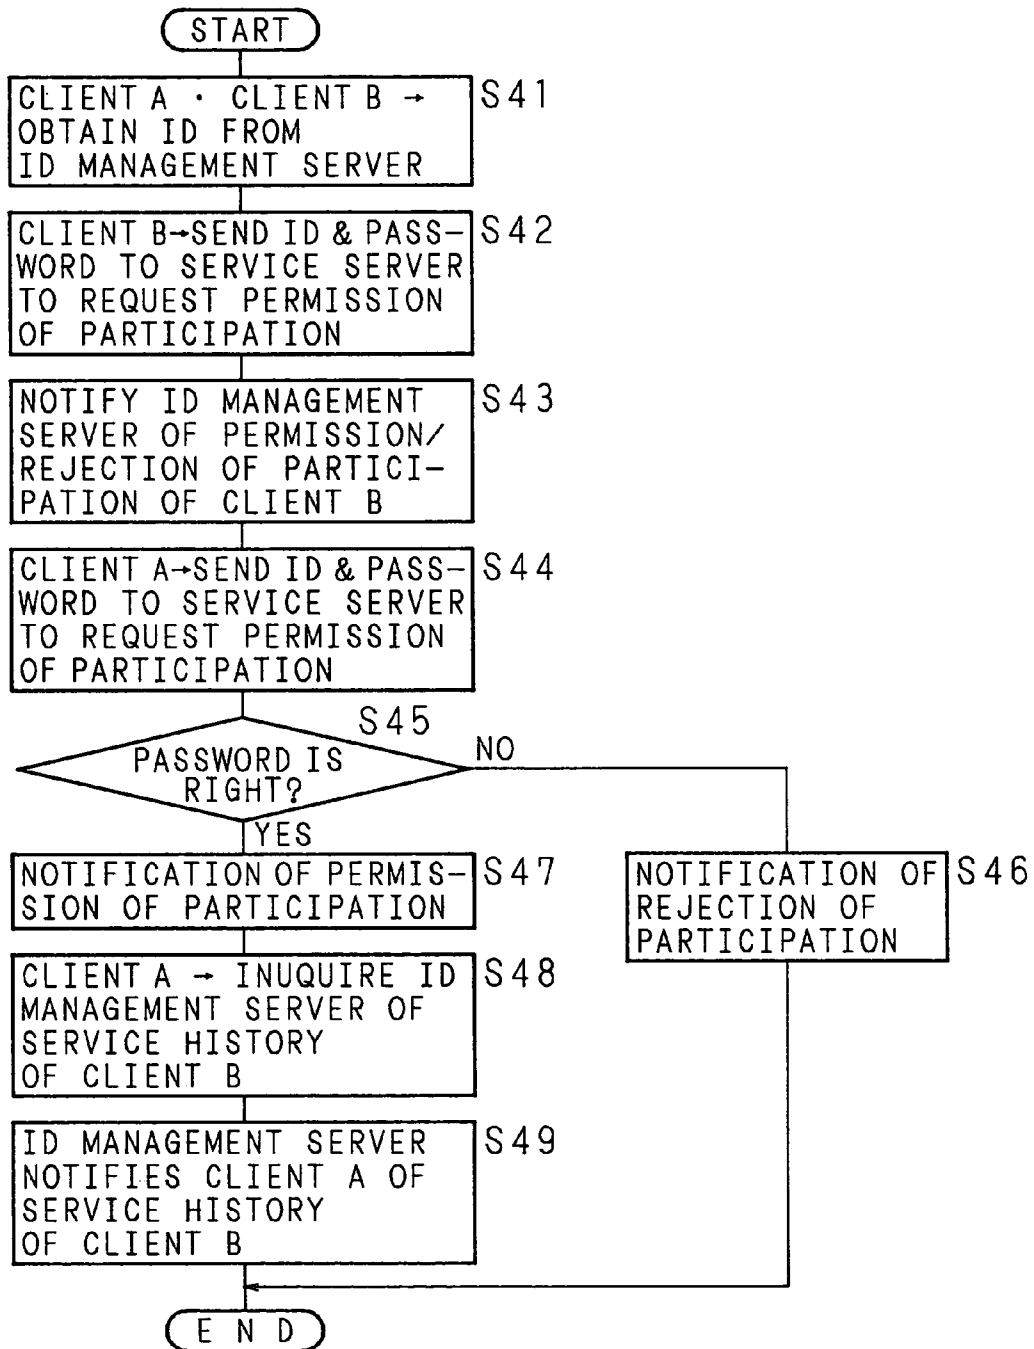 START
CLIENT A · CLIENT B →
OBTAIN ID FROM
ID MANAGEMENT SERVER
S41
CLIENT B→SEND ID & PASS-
WORD TO SERVICE SERVER
TO REQUEST PERMISSION
OF PARTICIPATION
S42
NOTIFY ID MANAGEMENT
SERVER OF PERMISSION/
REJECTION OF PARTICI-
PATION OF CLIENT B
S43
CLIENT A→SEND ID & PASS-
WORD TO SERVICE SERVER
TO REQUEST PERMISSION
OF PARTICIPATION
S44
S45
PASSWORD IS
RIGHT?
NO
YES
NOTIFICATION OF PERMIS-
SION OF PARTICIPATION
S47
NOTIFICATION OF
REJECTION OF
PARTICIPATION
S46
CLIENT A → INUQUIRE ID
MANAGEMENT SERVER OF
SERVICE HISTORY
OF CLIENT B
S48
ID MANAGEMENT SERVER
NOTIFIES CLIENT A OF
SERVICE HISTORY
OF CLIENT B
S49
END